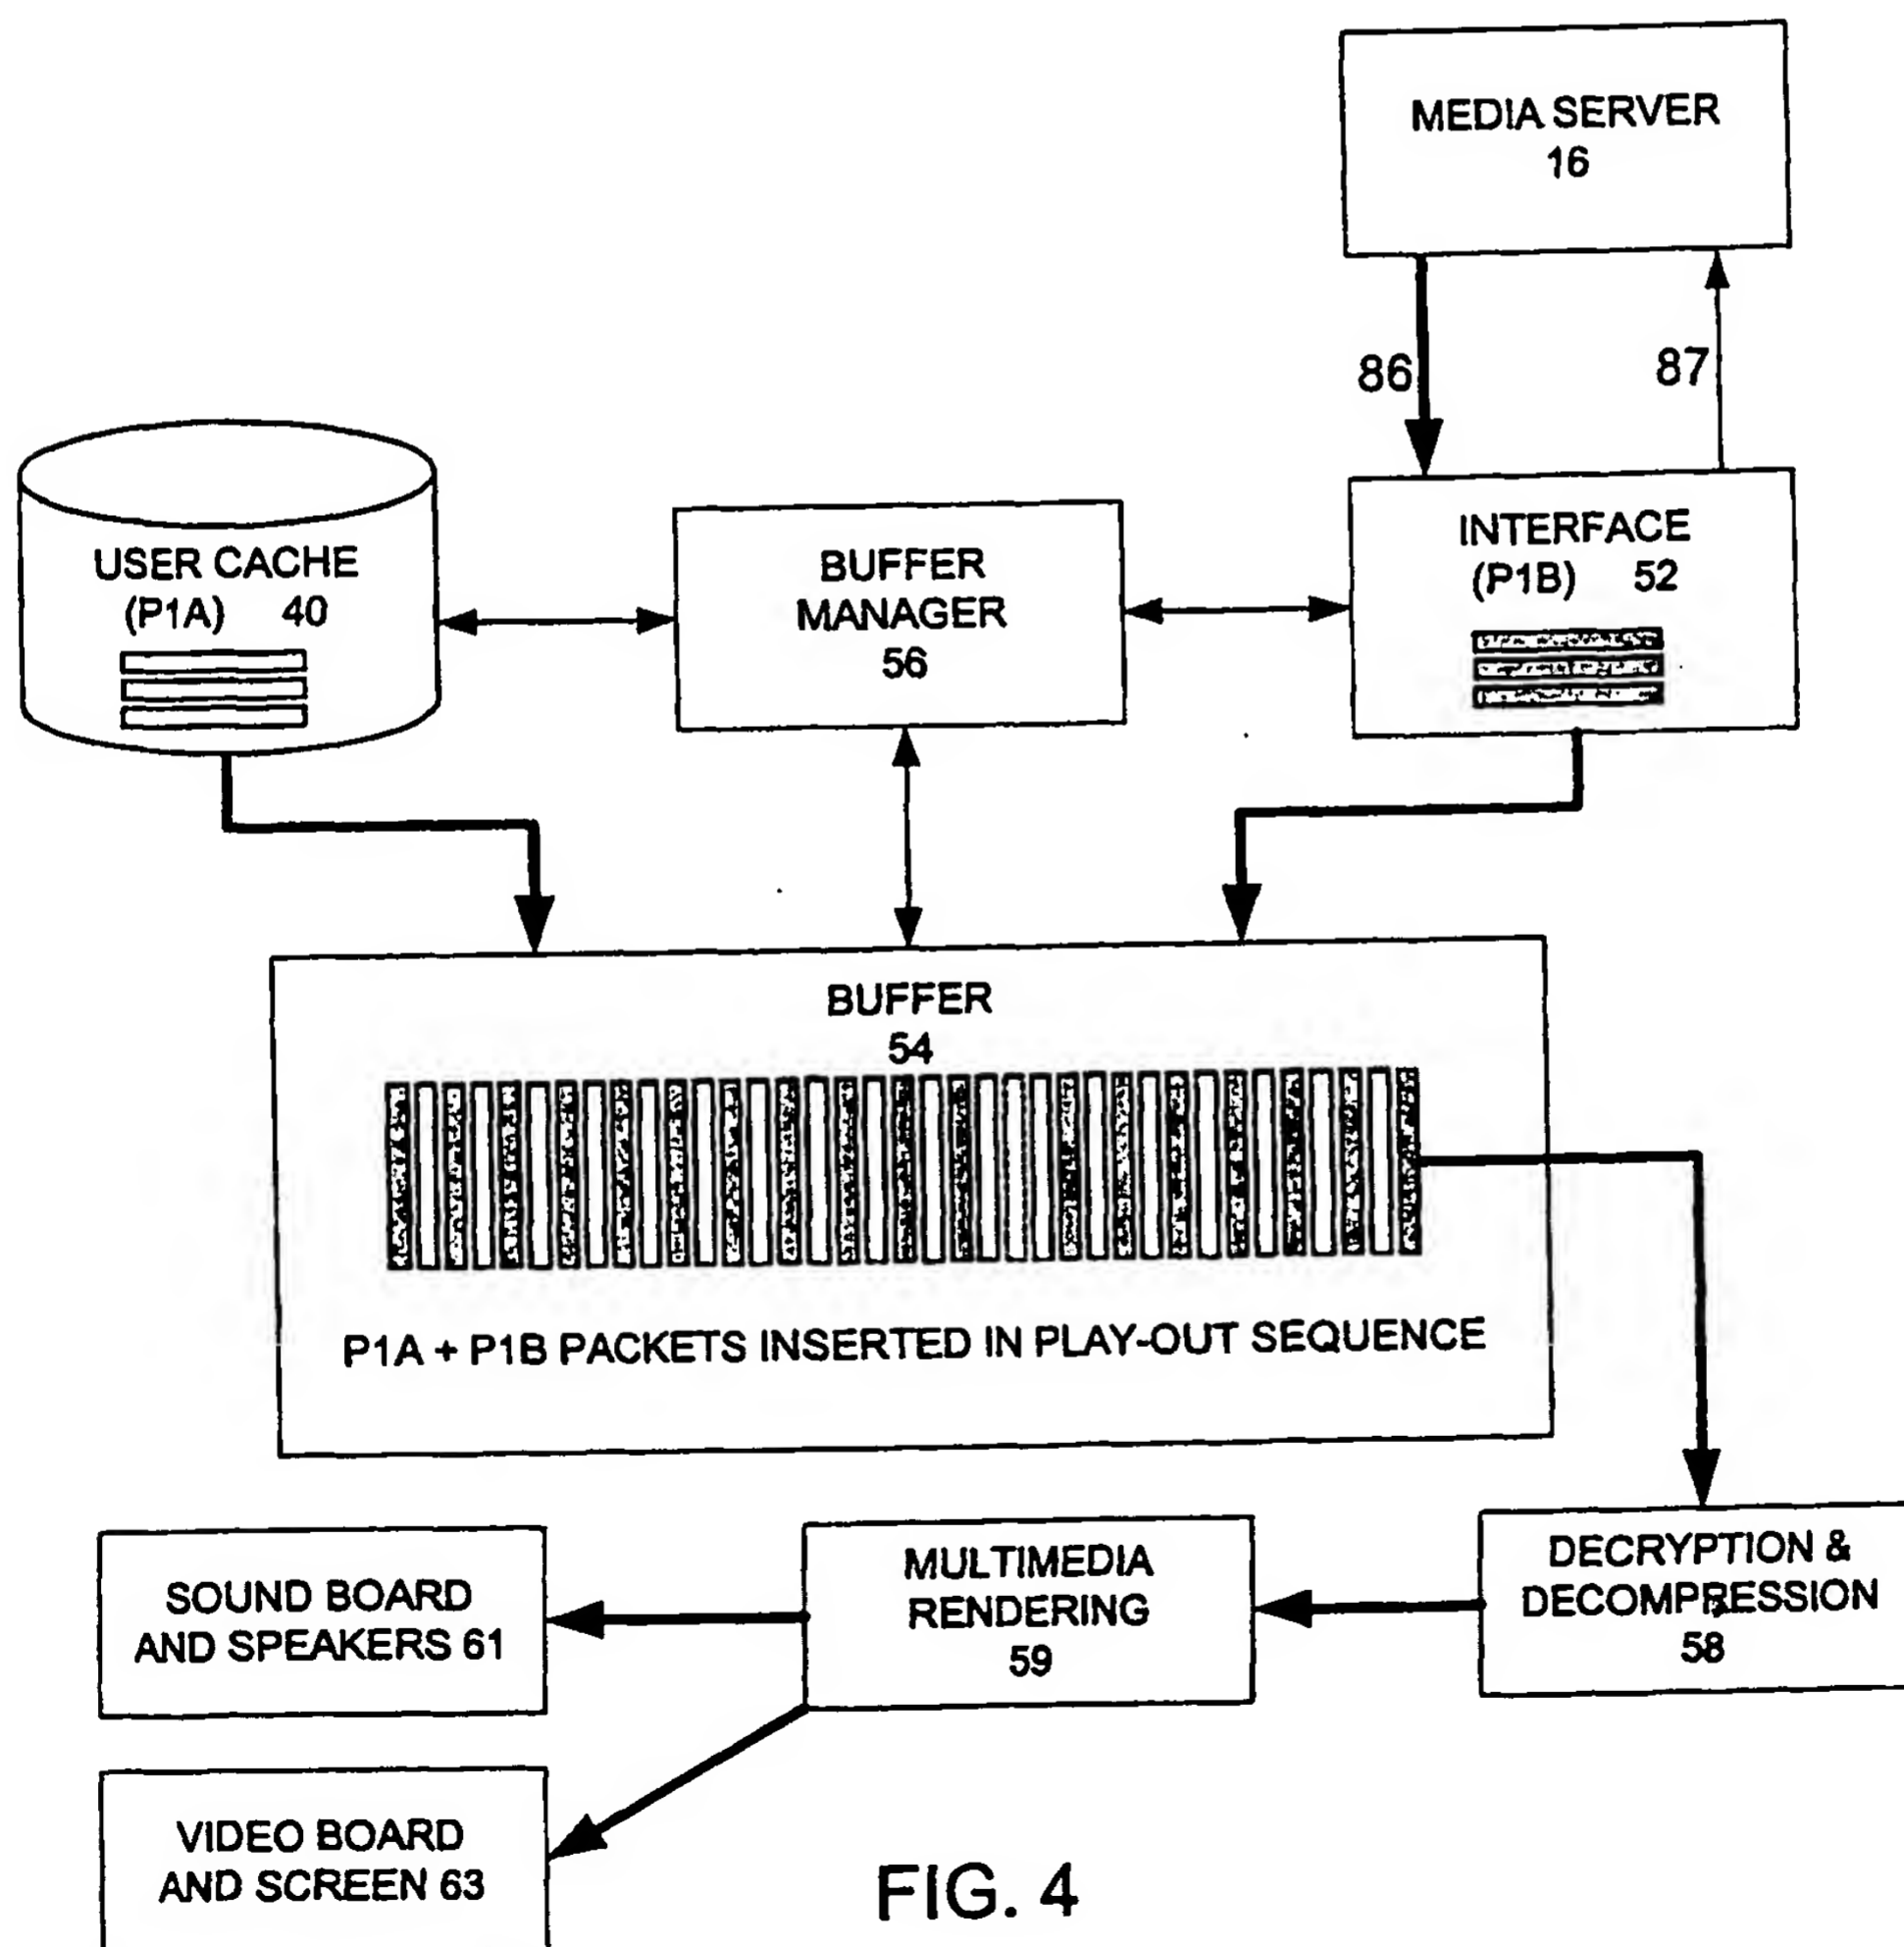 MEDIA SERVER
16
86
87
USER CACHE
(P1A) 40
BUFFER
MANAGER
56
INTERFACE
(P1B) 52
BUFFER
54
P1A + P1B PACKETS INSERTED IN PLAY-OUT SEQUENCE
SOUND BOARD
AND SPEAKERS 61
MULTIMEDIA
RENDERING
59
DECRYPTION &
DECOMPRESSION
58
VIDEO BOARD
AND SCREEN 63
FIG. 4